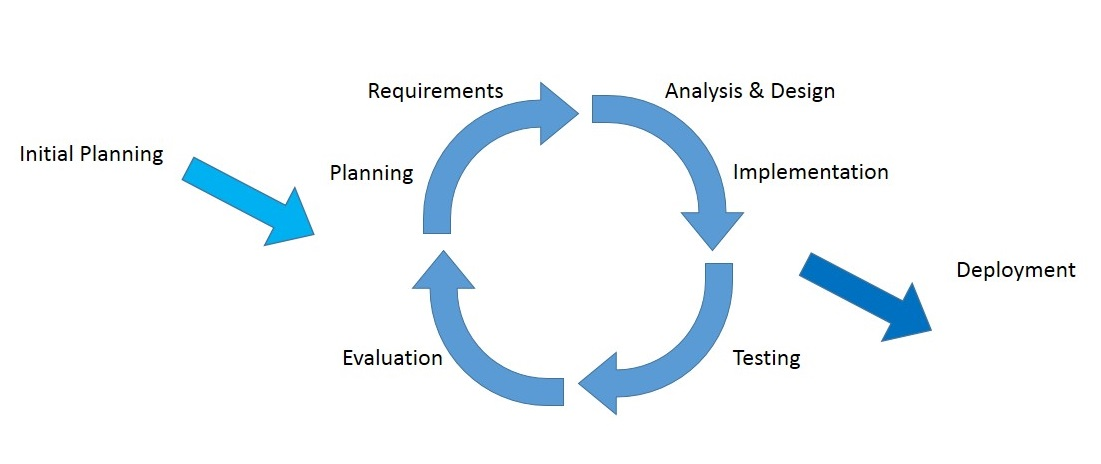 Initial Planning
Planning
Requirements
Analysis & Design
Implementation
Testing
Evaluation
Deployment